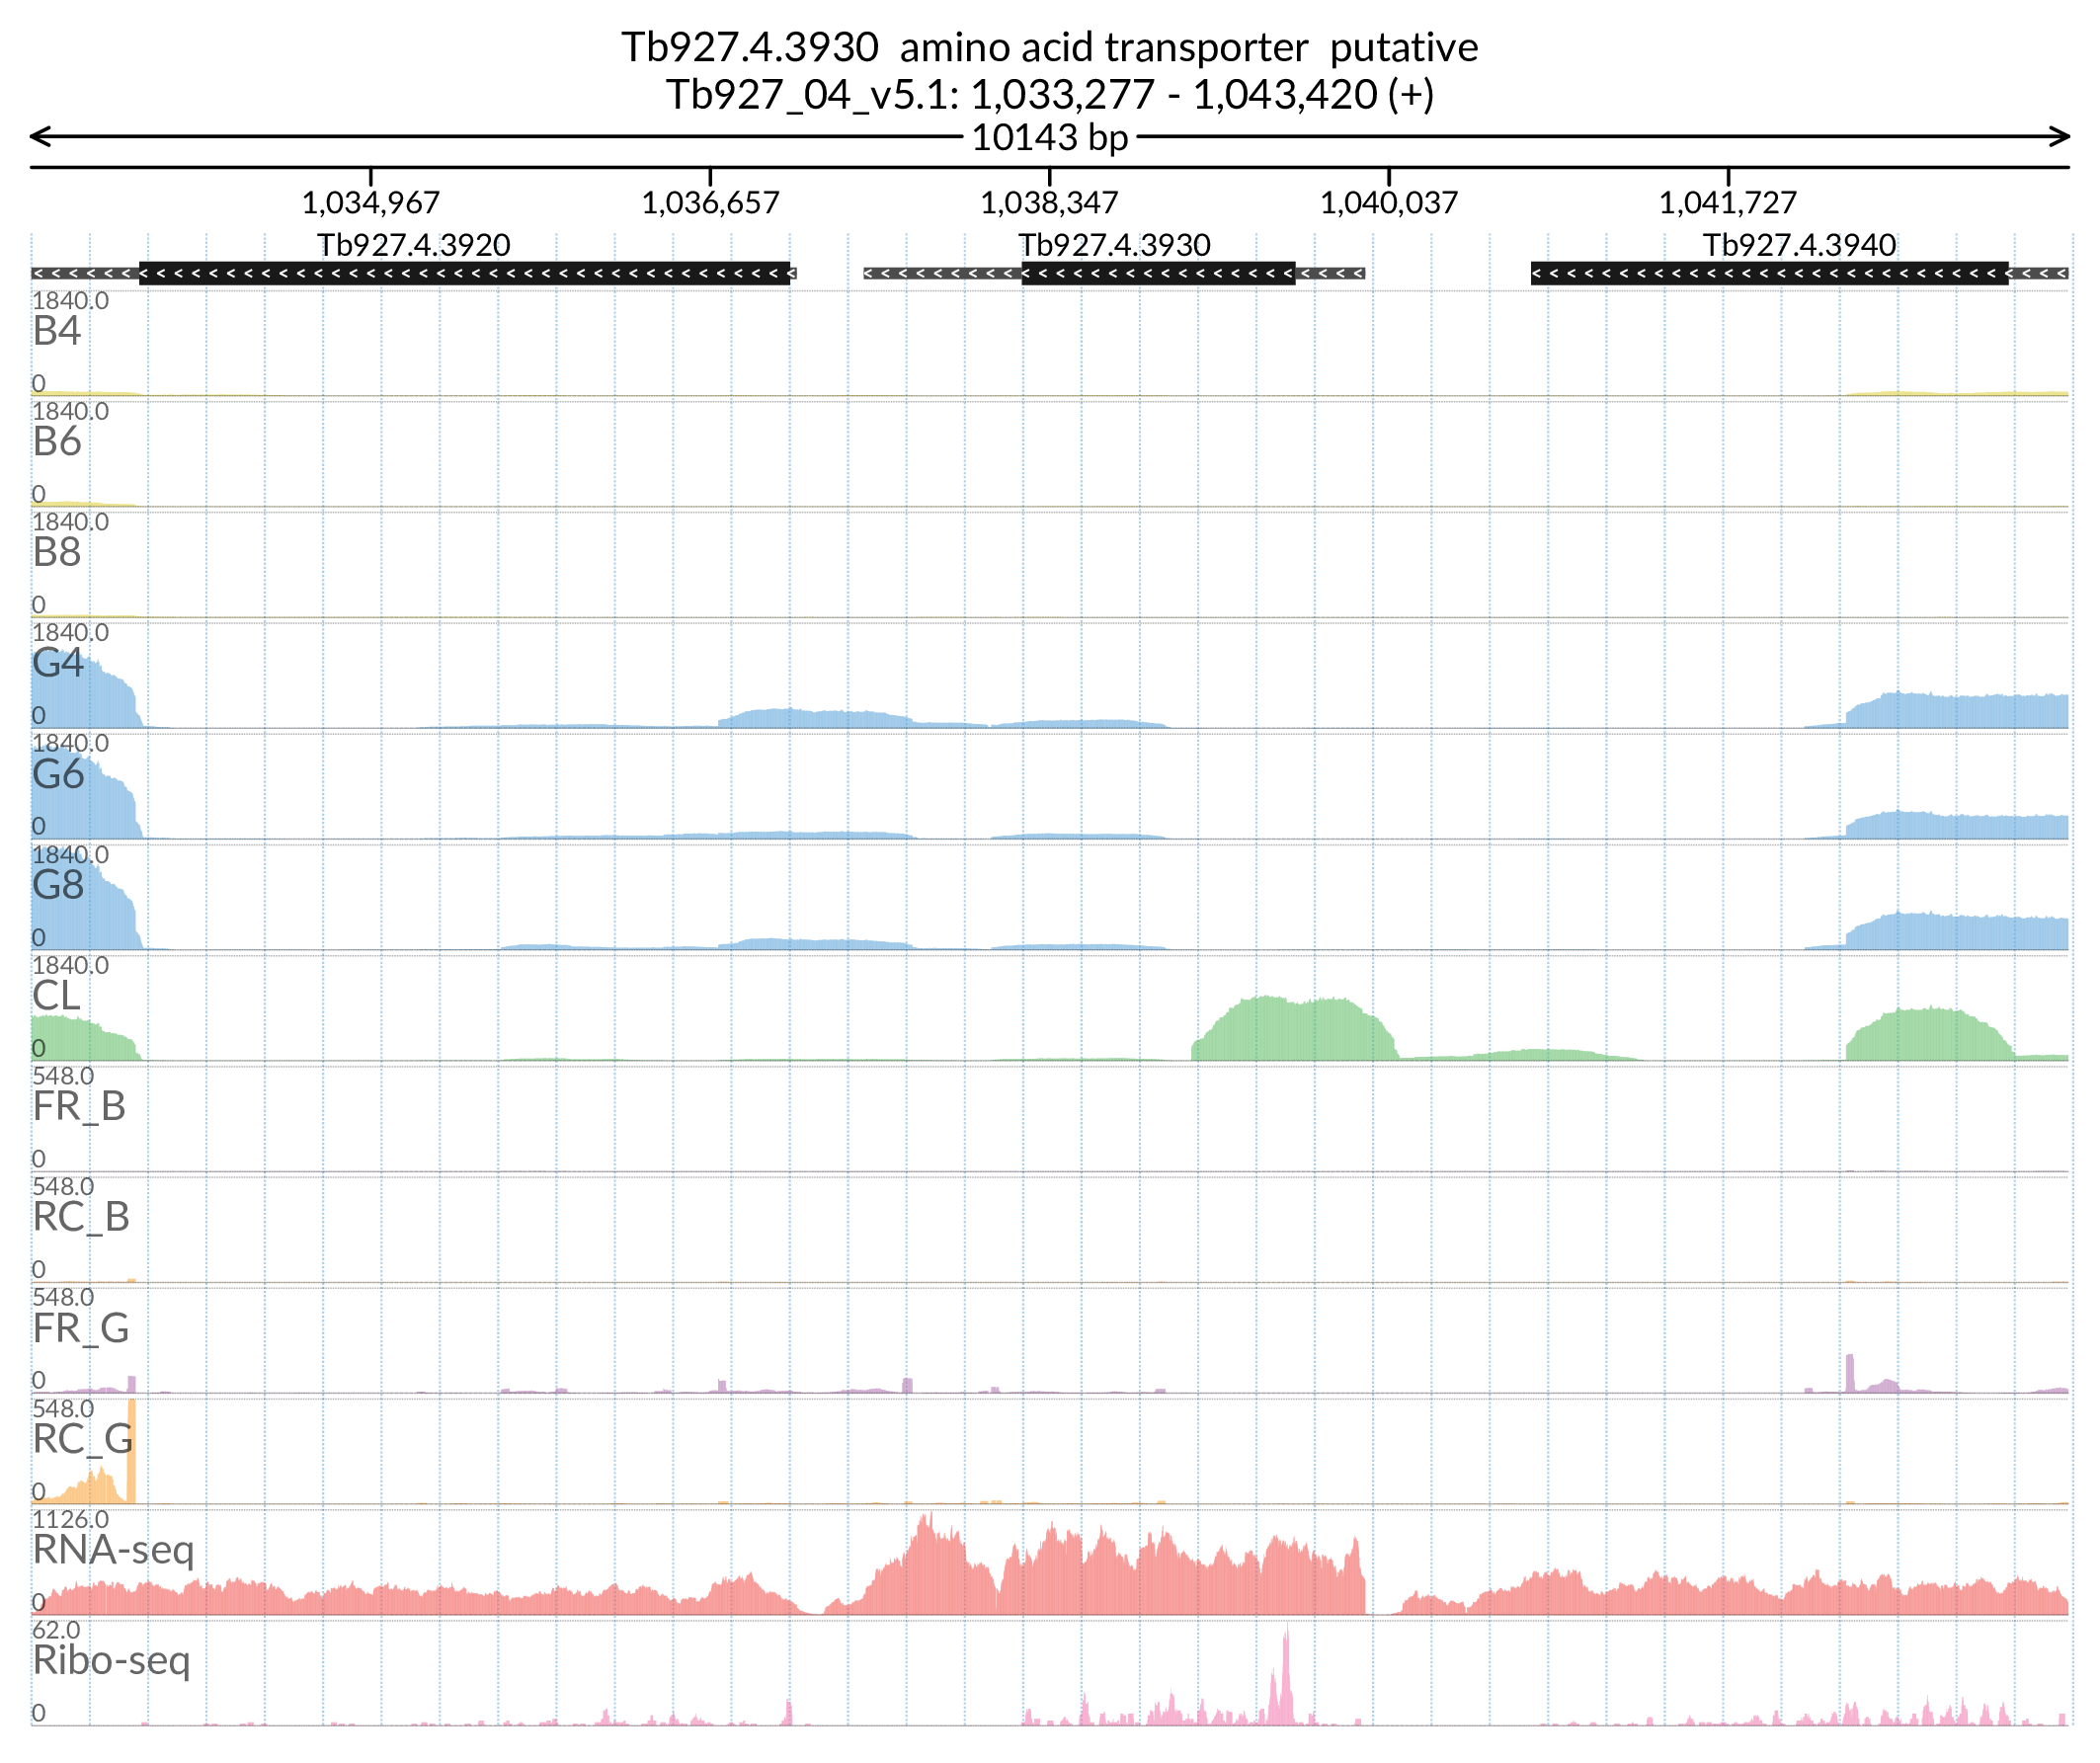 Tb927.4.3930  amino acid transporter  putative
Tb927_04_v5.1: 1,033,277 - 1,043,420 (+)
10143 bp
1,034,967 1,036,657 1,038,347 1,040,037 1,041,727
Tb927.4.3920 Tb927.4.3930 Tb927.4.3940
1840.0
B4
0
1840.0
B6
0
1840.0
B8
0
1840.0
G4
0
1840.0
G6
0
1840.0
G8
0
1840.0
CL
0
548.0
FR_B
0
548.0
RC_B
0
548.0
FR_G
0
548.0
RC_G
0
1126.0
RNA-seq
0
62.0
Ribo-seq
0